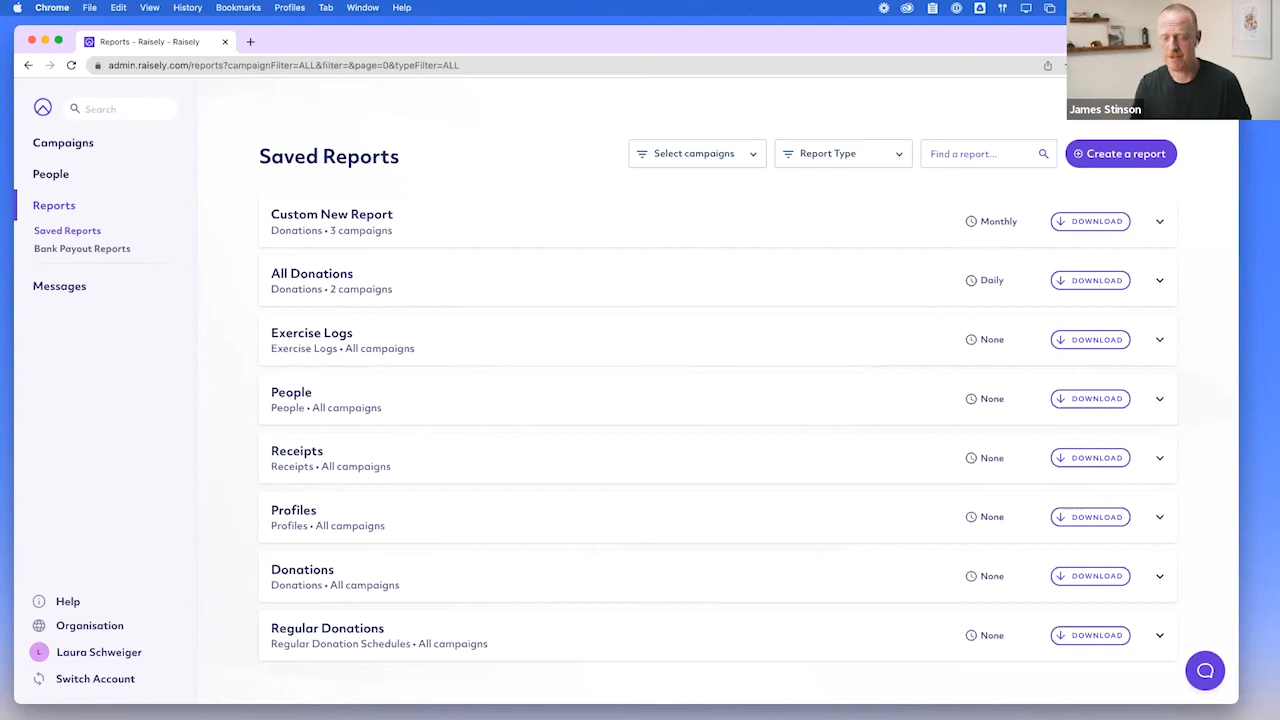 Chrome File Edit View History Bookmarks Profiles Tab Window Help
Reports - Raisely - Raisely
admin.raisely.com/reports?campaignFilter=ALL&filter=&page=0&typeFilter=ALL
James Stinson
Search
Campaigns
People
Reports
Saved Reports
Bank Payout Reports
Messages
Help
Organisation
L
Laura Schweiger
Switch Account
Saved Reports
Select campaigns
Report Type
Find a report...
Create a report
Custom New Report
Donations • 3 campaigns
Monthly
DOWNLOAD
All Donations
Donations • 2 campaigns
Daily
DOWNLOAD
Exercise Logs
Exercise Logs • All campaigns
None
DOWNLOAD
People
People • All campaigns
None
DOWNLOAD
Receipts
Receipts • All campaigns
None
DOWNLOAD
Profiles
Profiles • All campaigns
None
DOWNLOAD
Donations
Donations • All campaigns
None
DOWNLOAD
Regular Donations
Regular Donation Schedules • All campaigns
None
DOWNLOAD